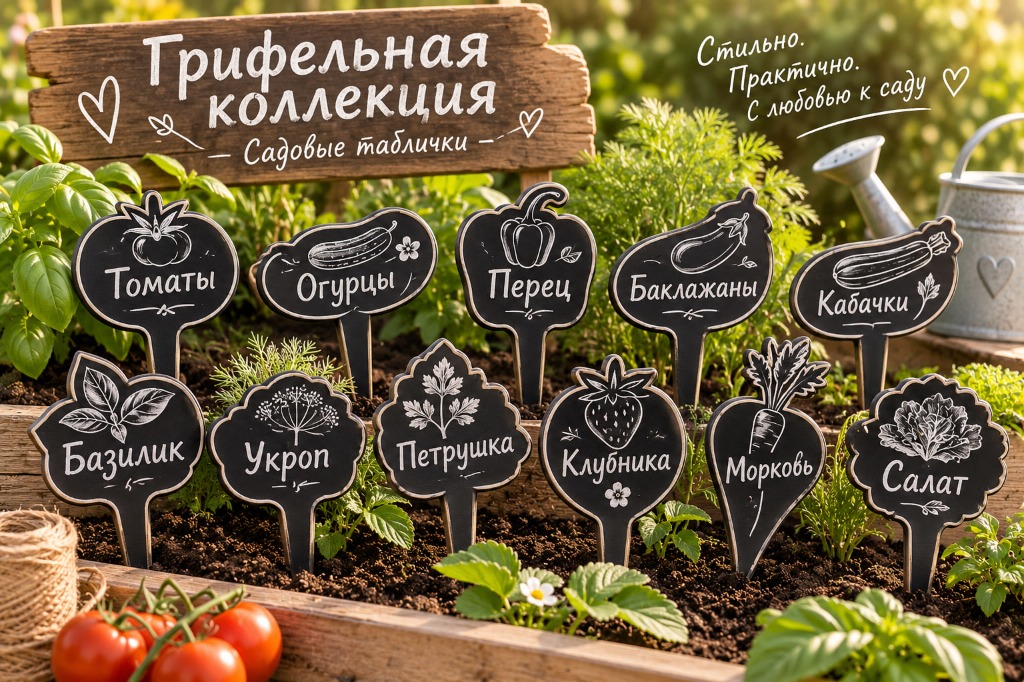 Трифельная
коллекция
– Садовые таблички –
Стильно.
Практично.
С любовью к саду
Томаты
Огурцы
Перец
Баклажаны
Кабачки
Базилик
Укроп
Петрушка
Клубника
Морковь
Салат